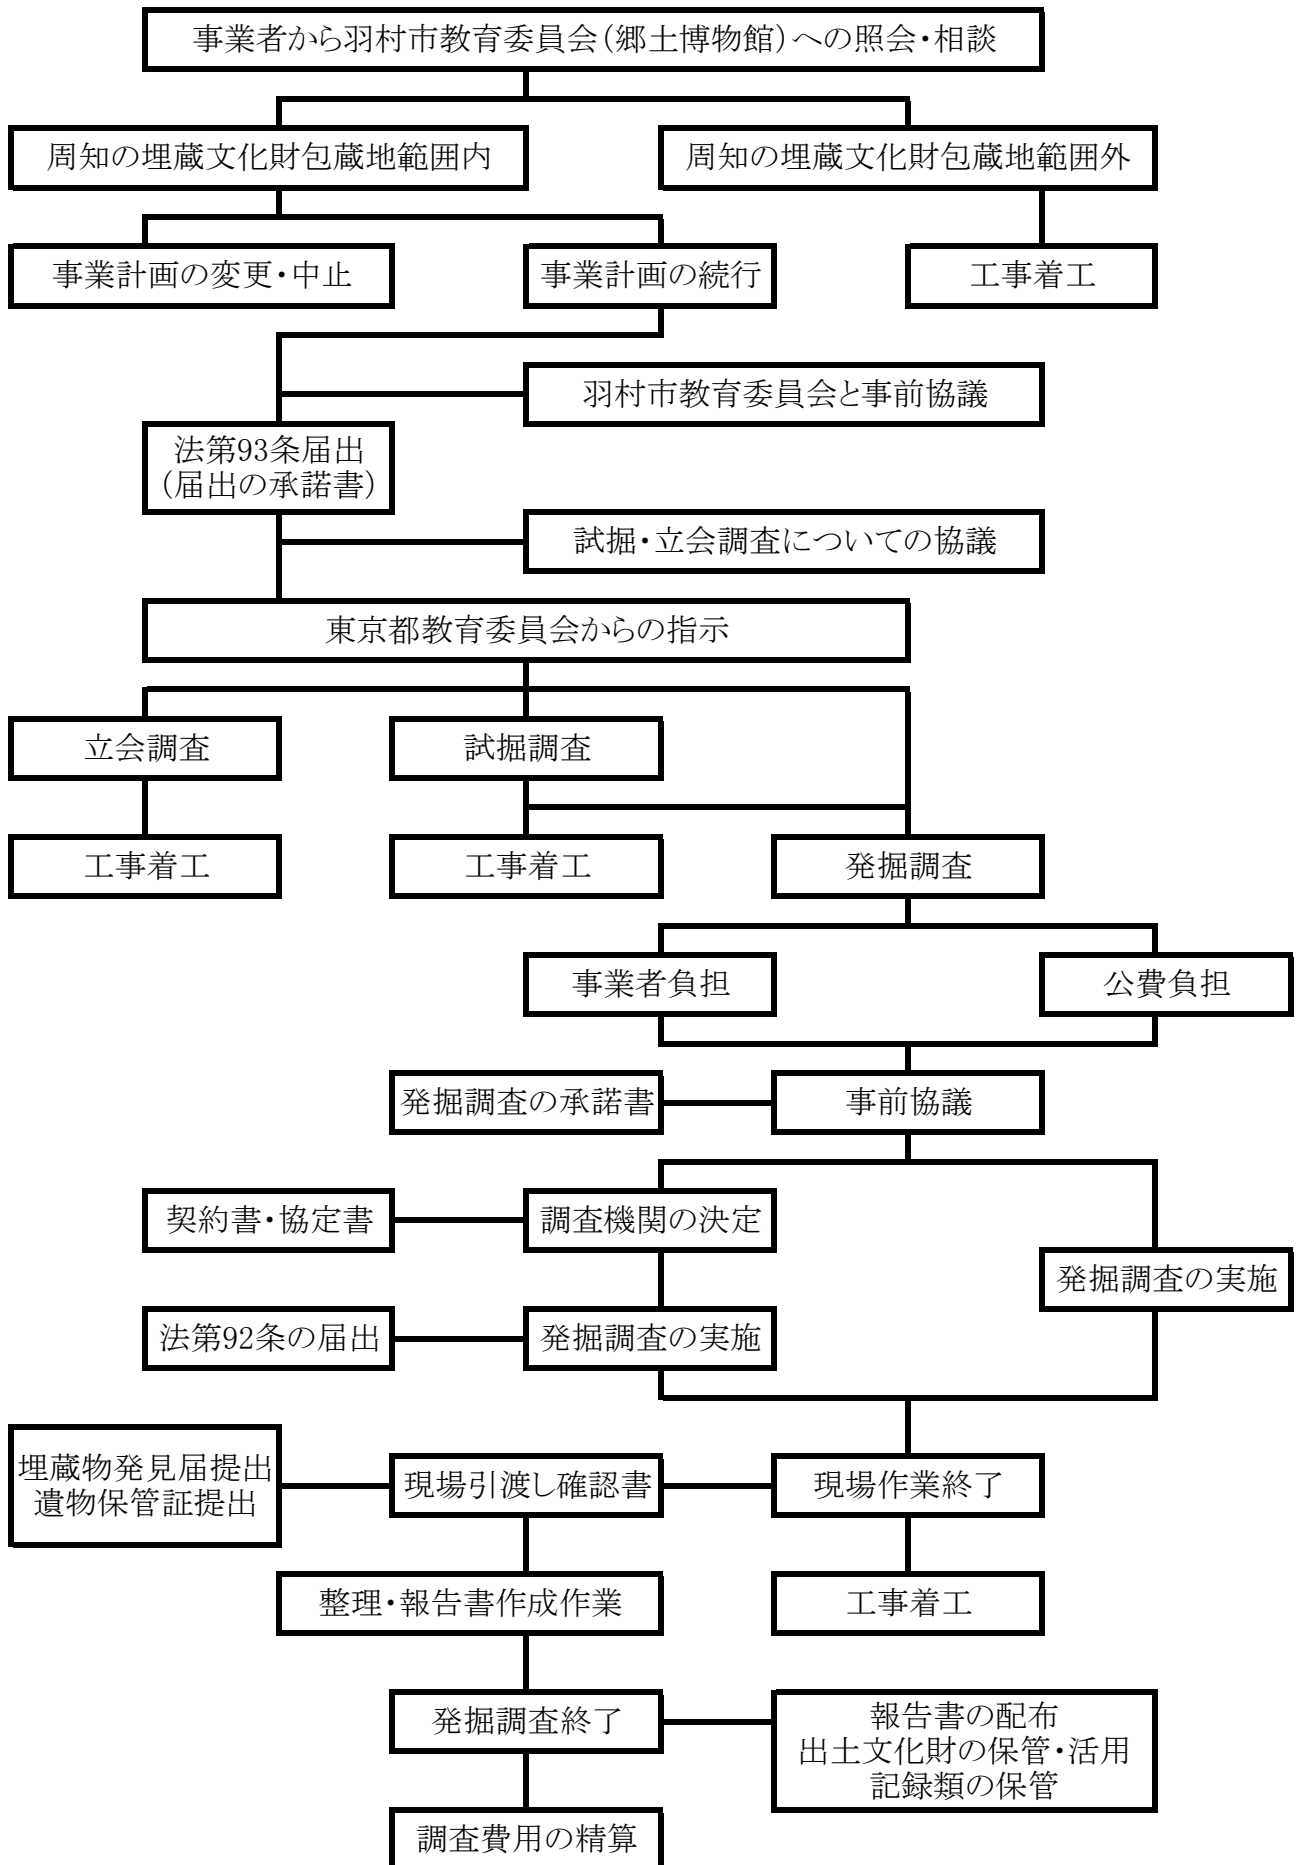 事業者から羽村市教育委員会（郷土博物館）への照会・相談
周知の埋蔵文化財包蔵地範囲内
周知の埋蔵文化財包蔵地範囲外
事業計画の変更・中止
事業計画の続行
工事着工
羽村市教育委員会と事前協議
法第93条届出
（届出の承諾書）
試掘・立会調査についての協議
東京都教育委員会からの指示
立会調査
試掘調査
工事着工
工事着工
発掘調査
事業者負担
公費負担
発掘調査の承諾書
事前協議
契約書・協定書
調査機関の決定
発掘調査の実施
法第92条の届出
発掘調査の実施
埋蔵物発見届提出
遺物保管証提出
現場引渡し確認書
現場作業終了
整理・報告書作成作業
工事着工
発掘調査終了
報告書の配布
出土文化財の保管・活用
記録類の保管
調査費用の精算